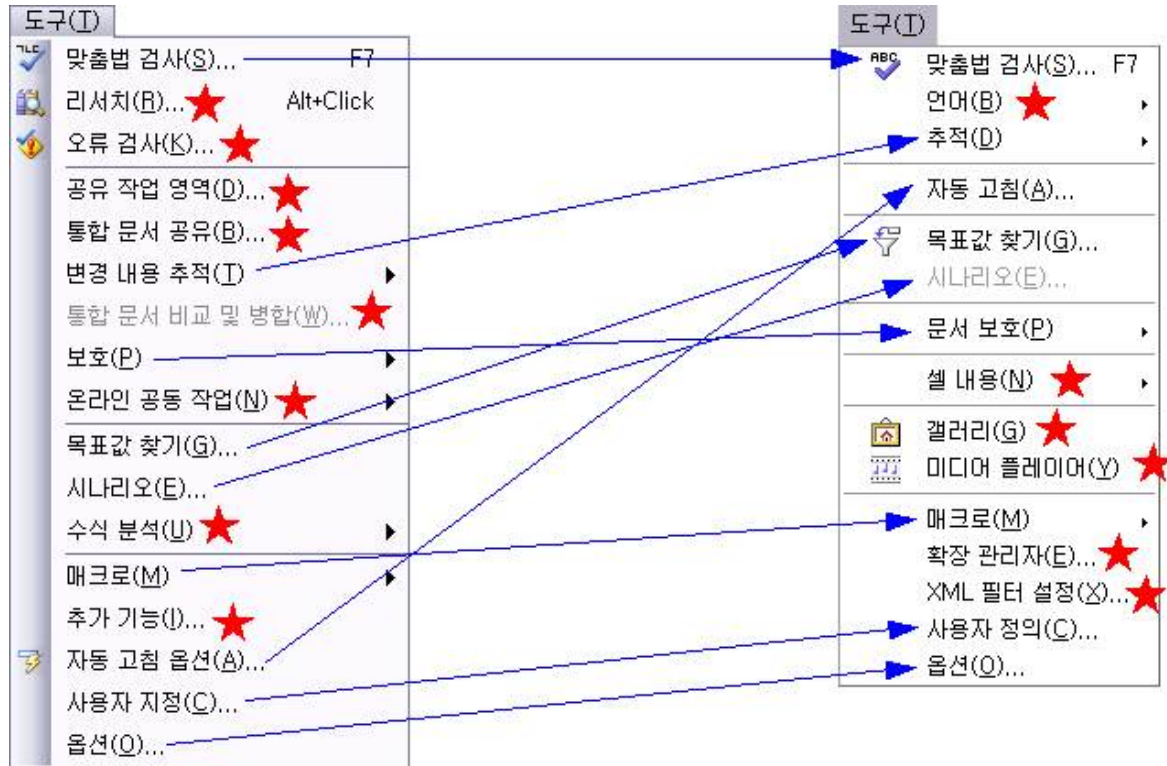 도구(T)
맞춤법 검사(S)... F7
리서치(R)... Alt+Click
오류 검사(K)...
공유 작업 영역(D)...
통합 문서 공유(B)...
변경 내용 추적(T)
통합 문서 비교 및 병합(W)...
보호(P)
온라인 공동 작업(N)
목표값 찾기(G)...
시나리오(E)...
수식 분석(U)
매크로(M)
추가 기능(I)...
자동 고침 옵션(A)...
사용자 지정(C)...
옵션(O)...
도구(T)
ABC
맞춤법 검사(S)... F7
언어(B)
추적(D)
자동 고침(A)...
목표값 찾기(G)...
시나리오(E)...
문서 보호(P)
셀 내용(N)
갤러리(G)
미디어 플레이어(Y)
매크로(M)
확장 관리자(E)...
XML 필터 설정(X)...
사용자 정의(C)...
옵션(O)...